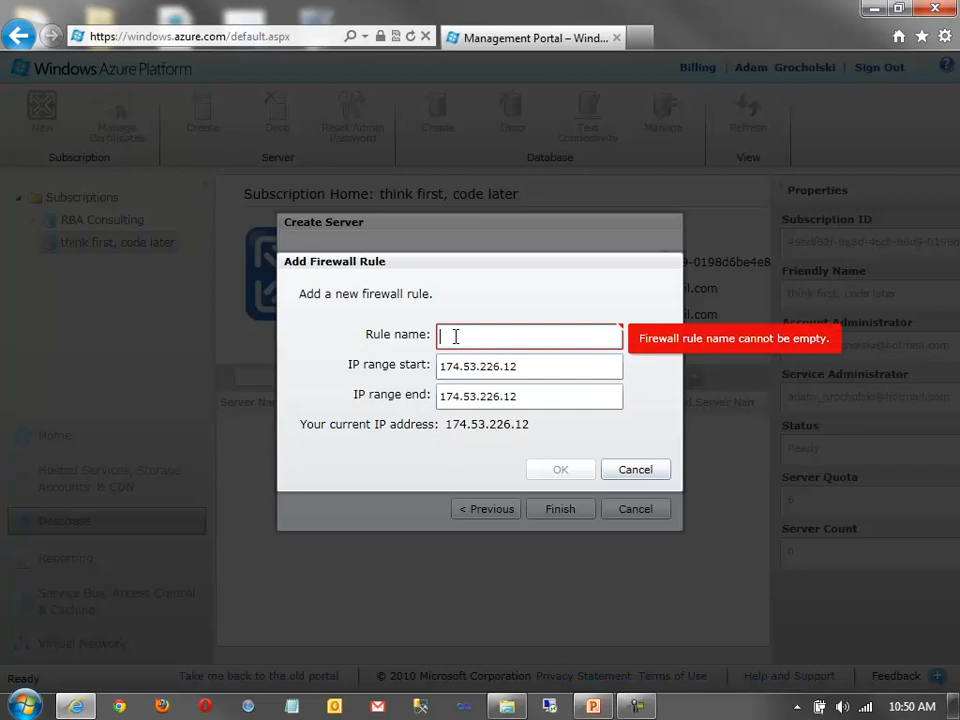 https://windows.azure.com/default.aspx
Management Portal – Wind...
Windows Azure Platform
Billing
Adam Grocholski
Sign Out
New
Manage Certificates
Create
Drop
Reset Admin Password
Create
Drop
Test Connectivity
Manage
Refresh
Subscription
Server
Database
View
Subscriptions
RBA Consulting
think first, code later
Subscription Home: think first, code later
Properties
Subscription ID
Friendly Name
think first, code later
Account Administrator
Service Administrator
Status
Ready
Server Quota
6
Server Count
0
Create Server
Add Firewall Rule
Add a new firewall rule.
Rule name:
Firewall rule name cannot be empty.
IP range start: 174.53.226.12
IP range end: 174.53.226.12
Your current IP address: 174.53.226.12
OK
Cancel
< Previous
Finish
Cancel
Server Nam
Home
Hosted Services, Storage
Accounts & CDN
Database
Reporting
Service Bus, Access Control
& Caching
Virtual Network
Ready
Take me back to the old portal
© 2010 Microsoft Corporation
Privacy Statement
Terms of Use
Help and Support
Feedback
10:50 AM